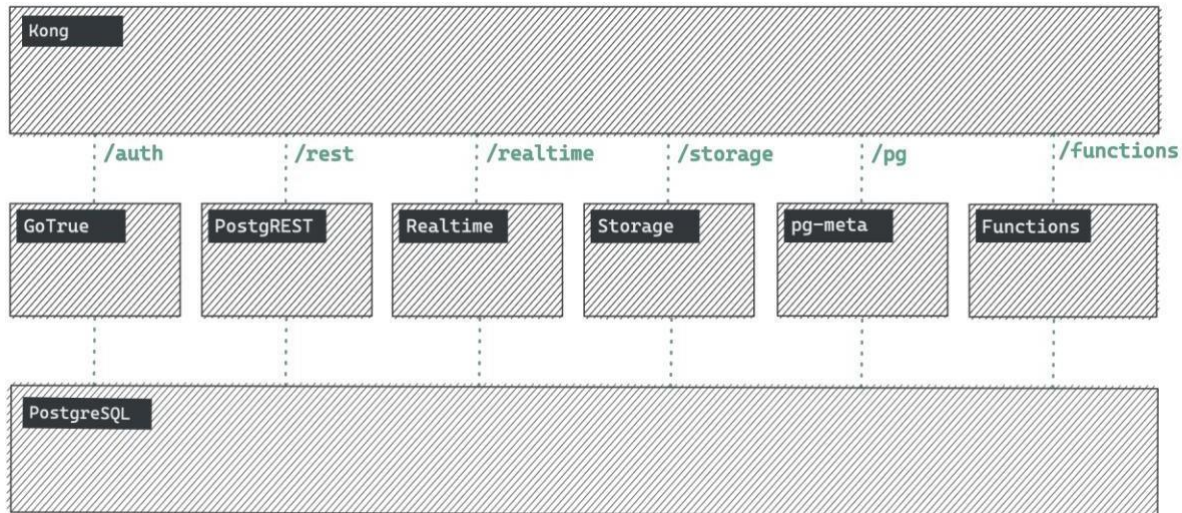 Kong
/auth
/rest
/realtime
/storage
/pg
/functions
GoTrue
PostgREST
Realtime
Storage
pg-meta
Functions
PostgreSQL